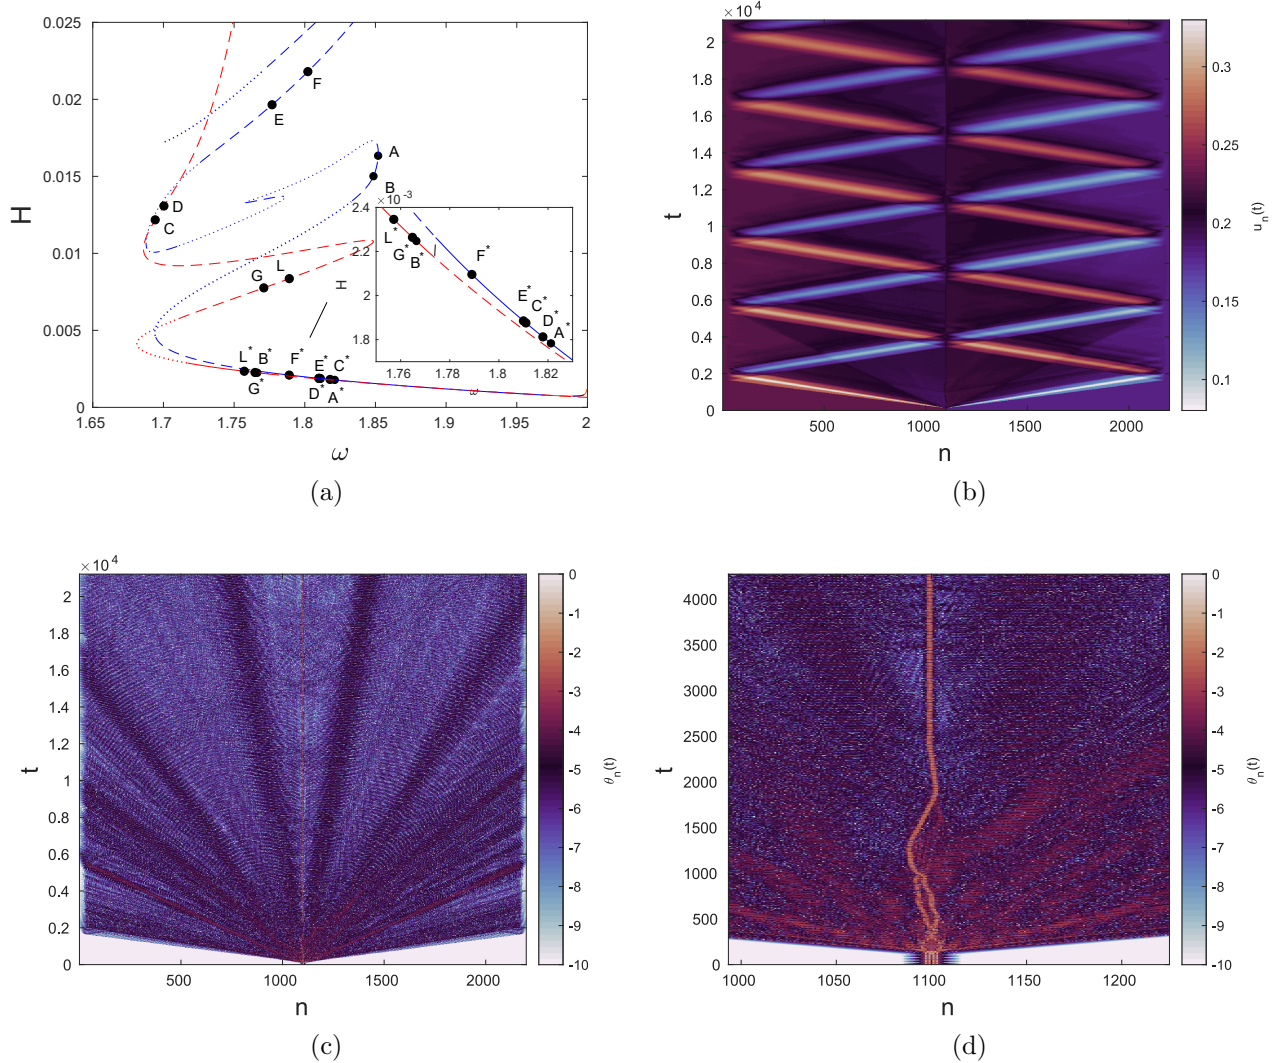 0.025
0.02
0.015
0.01
0.005
0
H
1.65
1.7
1.75
1.8
1.85
1.9
1.95
2
ω
F
E
A
B
D
C
L
G
L* B* F* E* C*
G* D* A*
×10⁻³
2.4
2.2
2
1.8
H
1.76
1.78
1.8
1.82
ω
L*
G*
B*
F*
E*
C*
D*
A*
(a)
×10⁴
2
1.8
1.6
1.4
1.2
1
0.8
0.6
0.4
0.2
0
t
500
1000
1500
2000
n
0.3
0.25
0.2
0.15
0.1
u_n(t)
(b)
×10⁴
2
1.8
1.6
1.4
1.2
1
0.8
0.6
0.4
0.2
0
t
500
1000
1500
2000
n
0
-1
-2
-3
-4
-5
-6
-7
-8
-9
-10
θ_n(t)
(c)
4000
3500
3000
2500
2000
1500
1000
500
0
t
1000
1050
1100
1150
1200
n
0
-1
-2
-3
-4
-5
-6
-7
-8
-9
-10
θ_n(t)
(d)